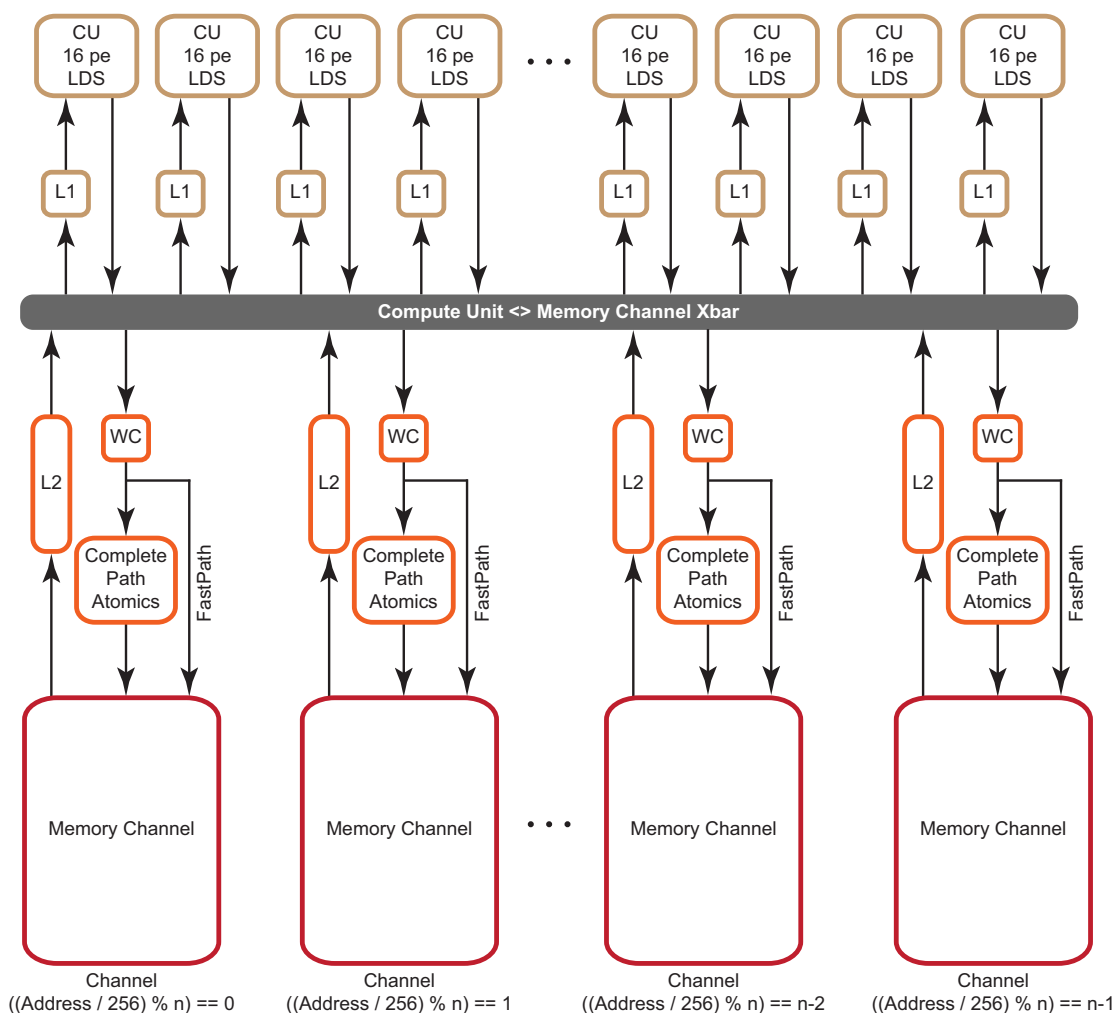 CU
16 pe
LDS
CU
16 pe
LDS
CU
16 pe
LDS
CU
16 pe
LDS
. . .
CU
16 pe
LDS
CU
16 pe
LDS
CU
16 pe
LDS
CU
16 pe
LDS
L1
L1
L1
L1
L1
L1
L1
L1
Compute Unit <> Memory Channel Xbar
L2
WC
Complete
Path
Atomics
FastPath
L2
WC
Complete
Path
Atomics
FastPath
L2
WC
Complete
Path
Atomics
FastPath
L2
WC
Complete
Path
Atomics
FastPath
Memory Channel
Memory Channel
. . .
Memory Channel
Memory Channel
Channel
((Address / 256) % n) == 0
Channel
((Address / 256) % n) == 1
Channel
((Address / 256) % n) == n-2
Channel
((Address / 256) % n) == n-1